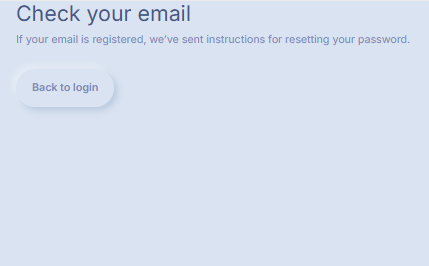 Check your email
If your email is registered, we've sent instructions for resetting your password.
Back to login